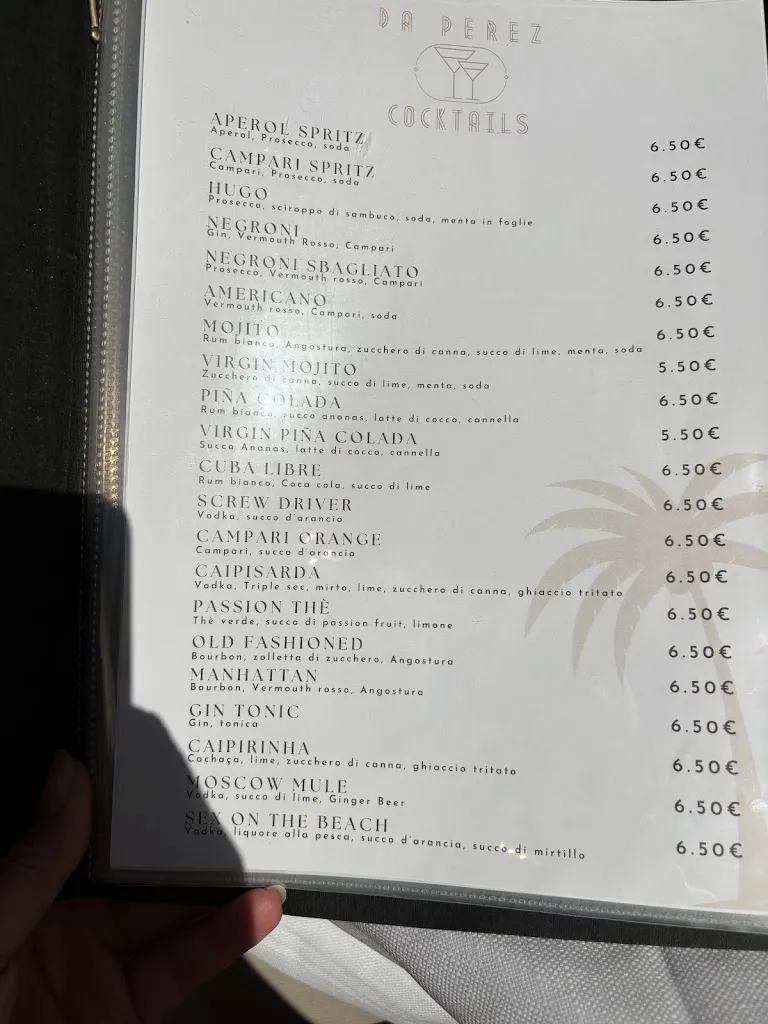 DA PEREZ
COCKTAILS
APEROL SPRITZ 6.50€
Aperol, Prosecco, soda
CAMPARI SPRITZ 6.50€
Campari, Prosecco, soda
HUGO 6.50€
Prosecco, sciroppo di sambuco, soda, menta in foglie
NEGRONI 6.50€
Gin, Vermouth Rosso, Campari
NEGRONI SBAGLIATO 6.50€
Prosecco, Vermouth rosso, Campari
AMERICANO 6.50€
Vermouth rosso, Campari, soda
MOJITO 6.50€
Rum bianco, Angostura, zucchero di canna, succo di lime, menta, soda
VIRGIN MOJITO 5.50€
Zucchero di canna, succo di lime, menta, soda
PIÑA COLADA 6.50€
Rum bianco, succo ananas, latte di cocco, cannella
VIRGIN PIÑA COLADA 5.50€
Succo Ananas, latte di cocco, cannella
CUBA LIBRE 6.50€
Rum bianco, Coca cola, succo di lime
SCREW DRIVER 6.50€
Vodka, succo d'arancia
CAMPARI ORANGE 6.50€
Campari, succo d'arancia
CAIPISARDA 6.50€
Vodka, Triple sec, mirto, lime, zucchero di canna, ghiaccio tritato
PASSION THÈ 6.50€
Thè verde, succo di passion fruit, limone
OLD FASHIONED 6.50€
Bourbon, zolletta di zucchero, Angostura
MANHATTAN 6.50€
Bourbon, Vermouth rosso, Angostura
GIN TONIC 6.50€
Gin, tonica
CAIPIRINHA 6.50€
Cachaça, lime, zucchero di canna, ghiaccio tritato
MOSCOW MULE 6.50€
Vodka, succo di lime, Ginger Beer
SEX ON THE BEACH 6.50€
Vodka, liquore alla pesca, succo d'arancia, succo di mirtillo